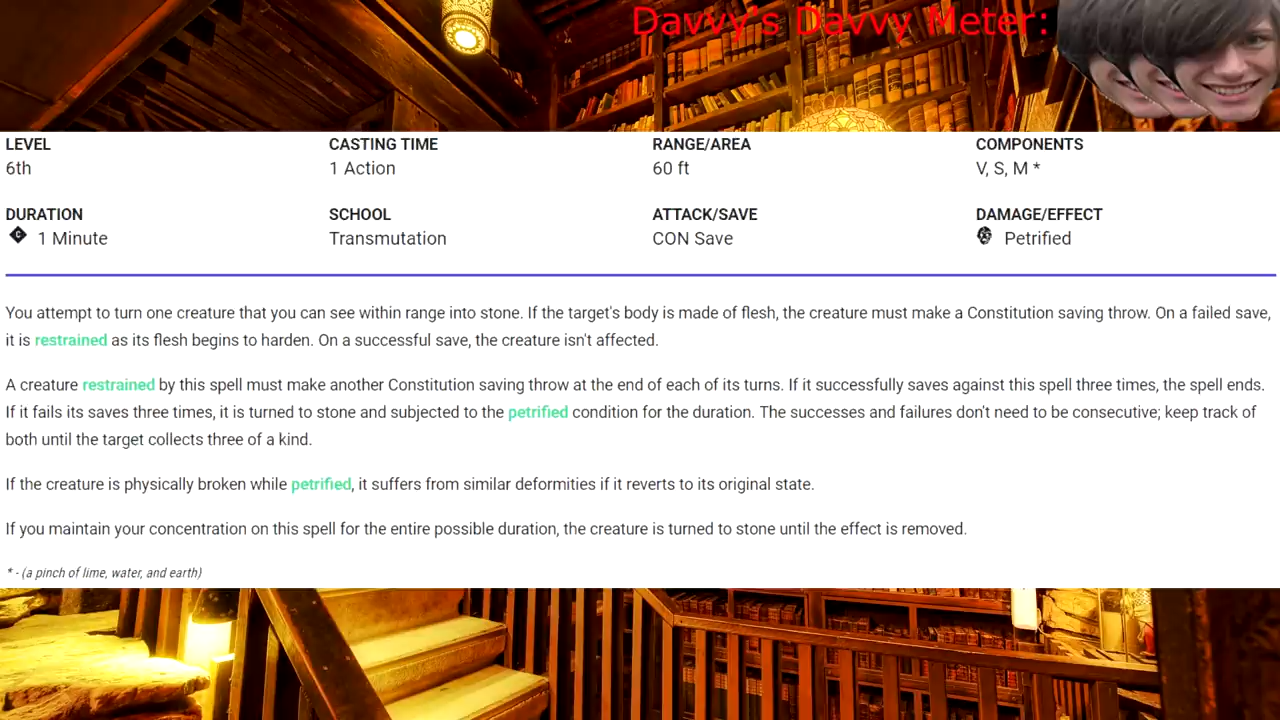 Davvy's Davvy Meter:
LEVEL CASTING TIME RANGE/AREA COMPONENTS
6th 1 Action 60 ft V, S, M *
DURATION SCHOOL ATTACK/SAVE DAMAGE/EFFECT
C 1 Minute Transmutation CON Save Petrified
You attempt to turn one creature that you can see within range into stone. If the target's body is made of flesh, the creature must make a Constitution saving throw. On a failed save,
it is restrained as its flesh begins to harden. On a successful save, the creature isn't affected.
A creature restrained by this spell must make another Constitution saving throw at the end of each of its turns. If it successfully saves against this spell three times, the spell ends.
If it fails its saves three times, it is turned to stone and subjected to the petrified condition for the duration. The successes and failures don't need to be consecutive; keep track of
both until the target collects three of a kind.
If the creature is physically broken while petrified, it suffers from similar deformities if it reverts to its original state.
If you maintain your concentration on this spell for the entire possible duration, the creature is turned to stone until the effect is removed.
* - (a pinch of lime, water, and earth)